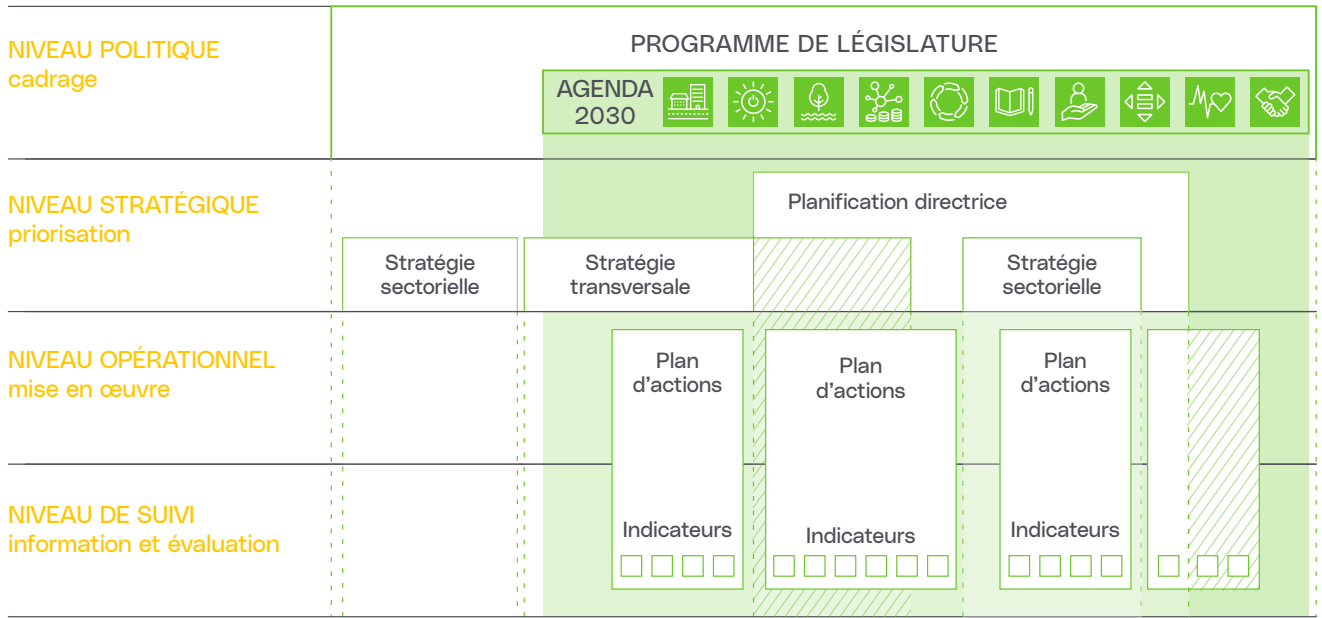 NIVEAU POLITIQUE
cadrage
PROGRAMME DE LÉGISLATURE
AGENDA
2030
NIVEAU STRATÉGIQUE
priorisation
Planification directrice
Stratégie
sectorielle
Stratégie
transversale
Stratégie
sectorielle
NIVEAU OPÉRATIONNEL
mise en œuvre
Plan
d'actions
Plan
d'actions
Plan
d'actions
NIVEAU DE SUIVI
information et évaluation
Indicateurs
Indicateurs
Indicateurs